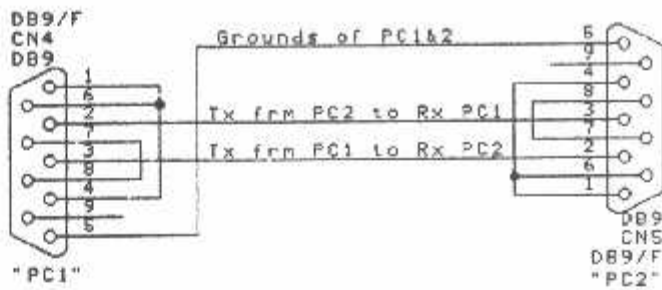 DB9/F
CN4
DB9
1
6
2
7
3
8
4
9
5
"PC1"
Grounds of PC1&2
Tx frm PC2 to Rx PC1
Tx frm PC1 to Rx PC2
5
9
4
8
3
7
2
6
1
DB9
CN5
DB9/F
"PC2"